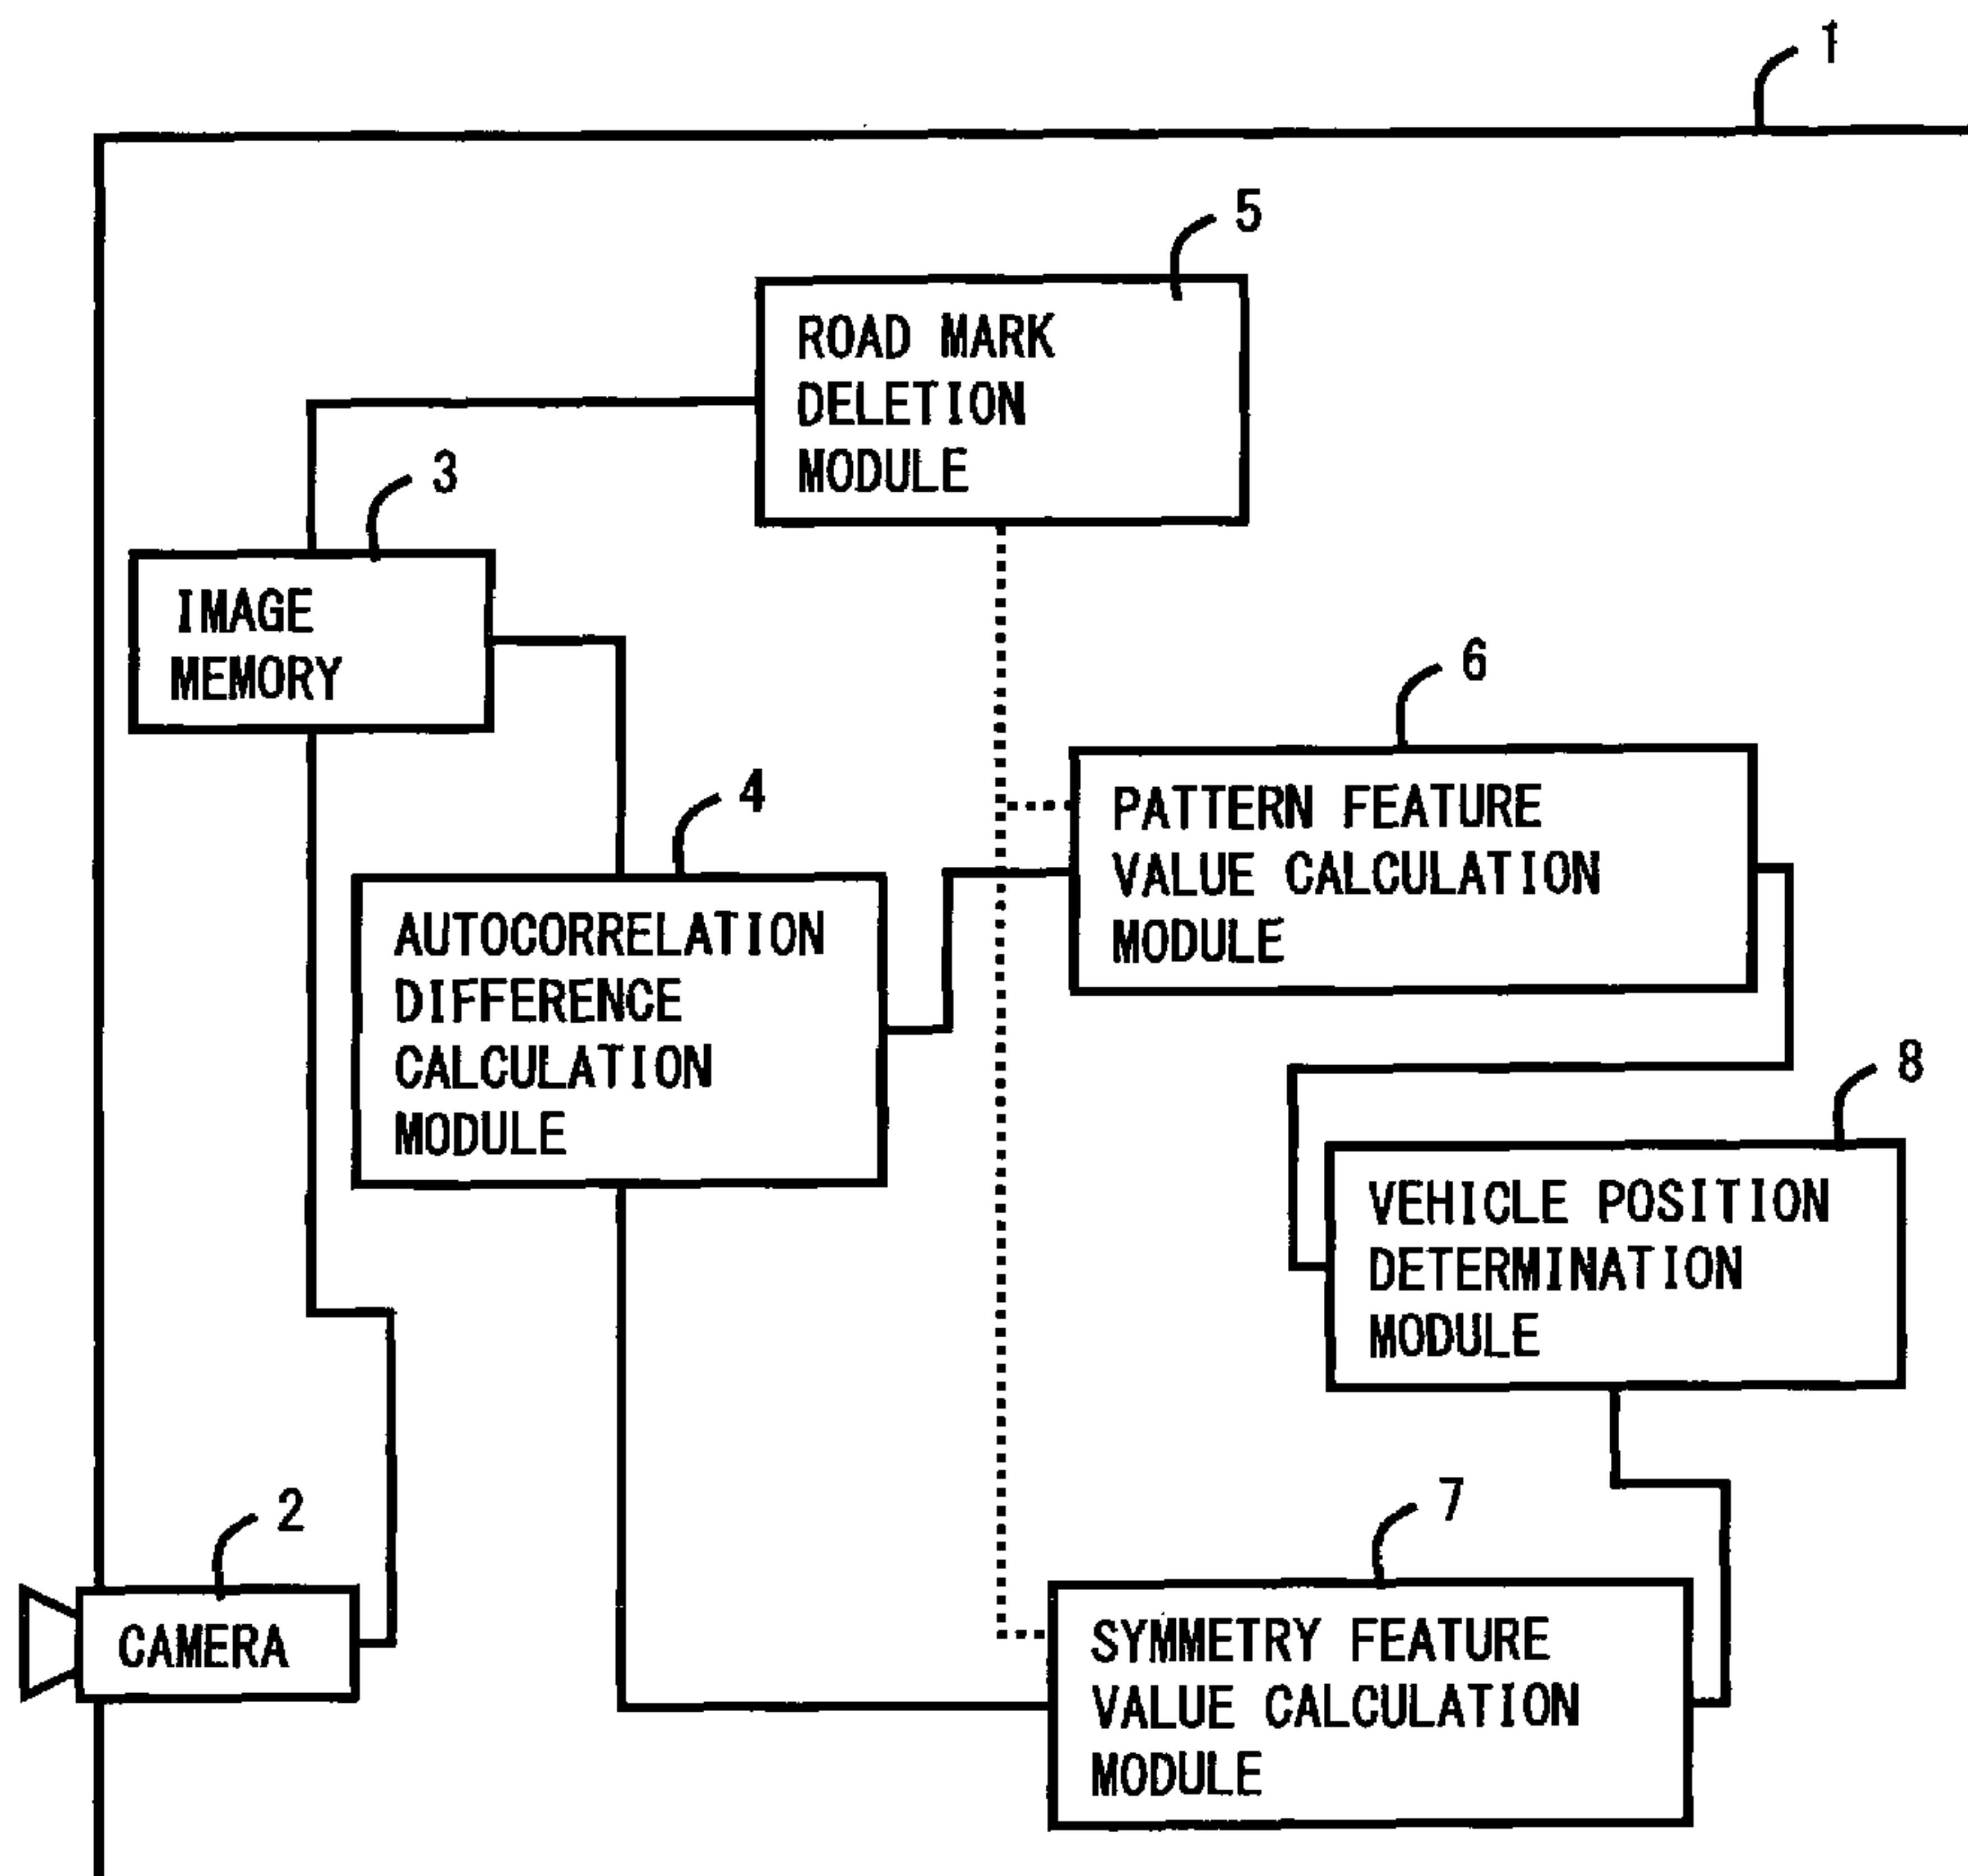 1
5
ROAD MARK
DELETION
MODULE
3
IMAGE
MEMORY
6
PATTERN FEATURE
VALUE CALCULATION
MODULE
4
AUTOCORRELATION
DIFFERENCE
CALCULATION
MODULE
8
VEHICLE POSITION
DETERMINATION
MODULE
2
CAMERA
7
SYMMETRY FEATURE
VALUE CALCULATION
MODULE